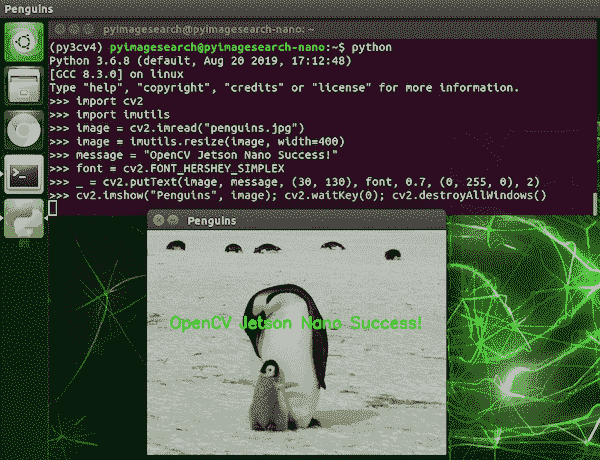 Penguins
pyimagesearch@pyimagesearch-nano: ~
(py3cv4) pyimagesearch@pyimagesearch-nano:~$ python
Python 3.6.8 (default, Aug 20 2019, 17:12:48)
[GCC 8.3.0] on linux
Type "help", "copyright", "credits" or "license" for more information.
>>> import cv2
>>> import imutils
>>> image = cv2.imread("penguins.jpg")
>>> image = imutils.resize(image, width=400)
>>> message = "OpenCV Jetson Nano Success!"
>>> font = cv2.FONT_HERSHEY_SIMPLEX
>>> _ = cv2.putText(image, message, (30, 130), font, 0.7, (0, 255, 0), 2)
>>> cv2.imshow("Penguins", image); cv2.waitKey(0); cv2.destroyAllWindows()
Penguins
OpenCV Jetson Nano Success!